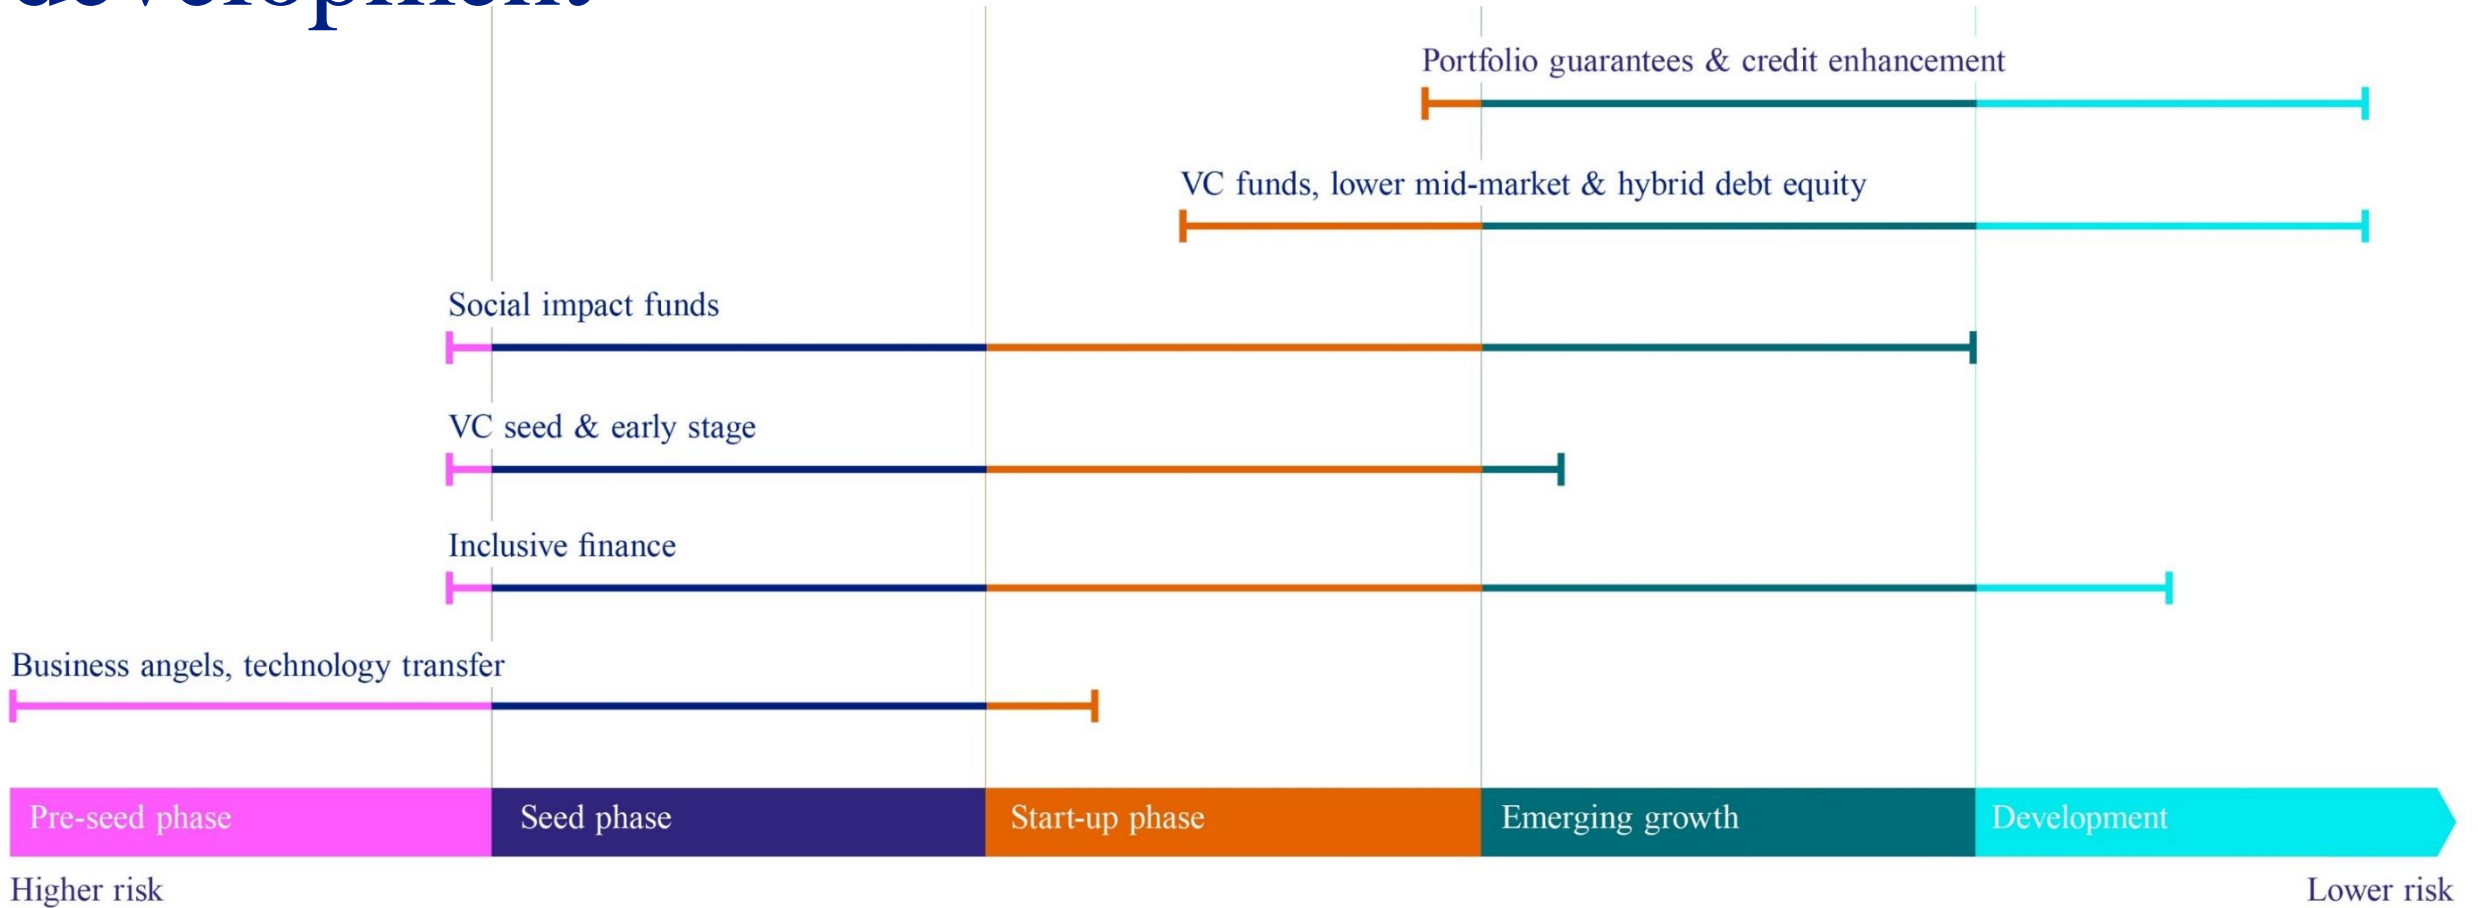 development
Portfolio guarantees & credit enhancement
VC funds, lower mid-market & hybrid debt equity
Social impact funds
VC seed & early stage
Inclusive finance
Business angels, technology transfer
Pre-seed phase
Seed phase
Start-up phase
Emerging growth
Development
Higher risk
Lower risk